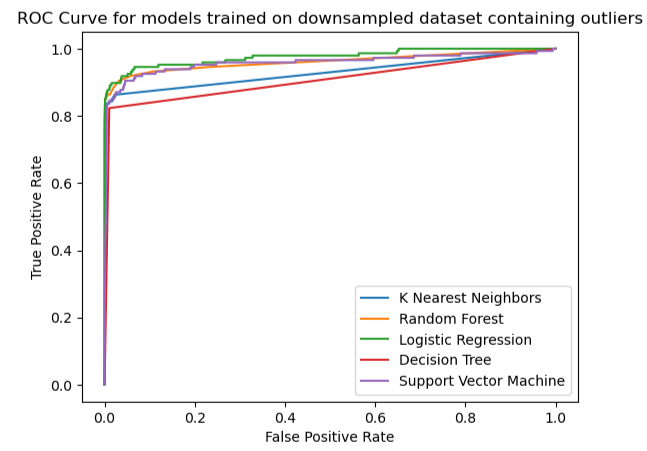 ROC Curve for models trained on downsampled dataset containing outliers
1.0
0.8
0.6
0.4
0.2
0.0
True Positive Rate
K Nearest Neighbors
Random Forest
Logistic Regression
Decision Tree
Support Vector Machine
0.0 0.2 0.4 0.6 0.8 1.0
False Positive Rate